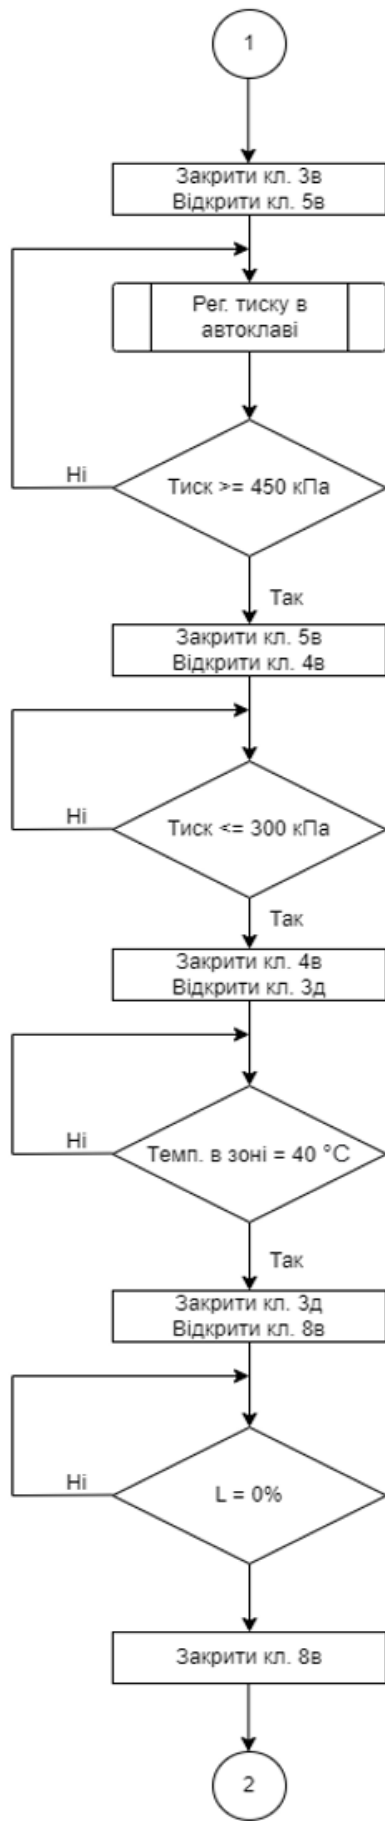 1
Закрити кл. 3в
Відкрити кл. 5в
Рег. тиску в
автоклаві
Ні
Тиск >= 450 кПа
Так
Закрити кл. 5в
Відкрити кл. 4в
Ні
Тиск <= 300 кПа
Так
Закрити кл. 4в
Відкрити кл. 3д
Ні
Темп. в зоні = 40 °C
Так
Закрити кл. 3д
Відкрити кл. 8в
Ні
L = 0%
Закрити кл. 8в
2